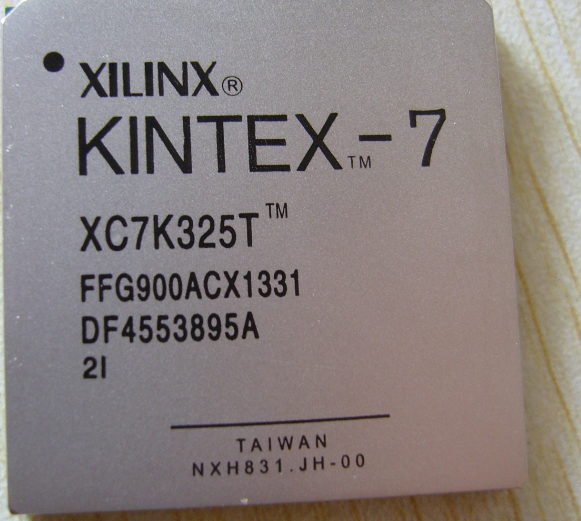 XILINX®
KINTEX™-7
XC7K325T™
FFG900ACX1331
DF4553895A
2I
TAIWAN
NXH831.JH-00